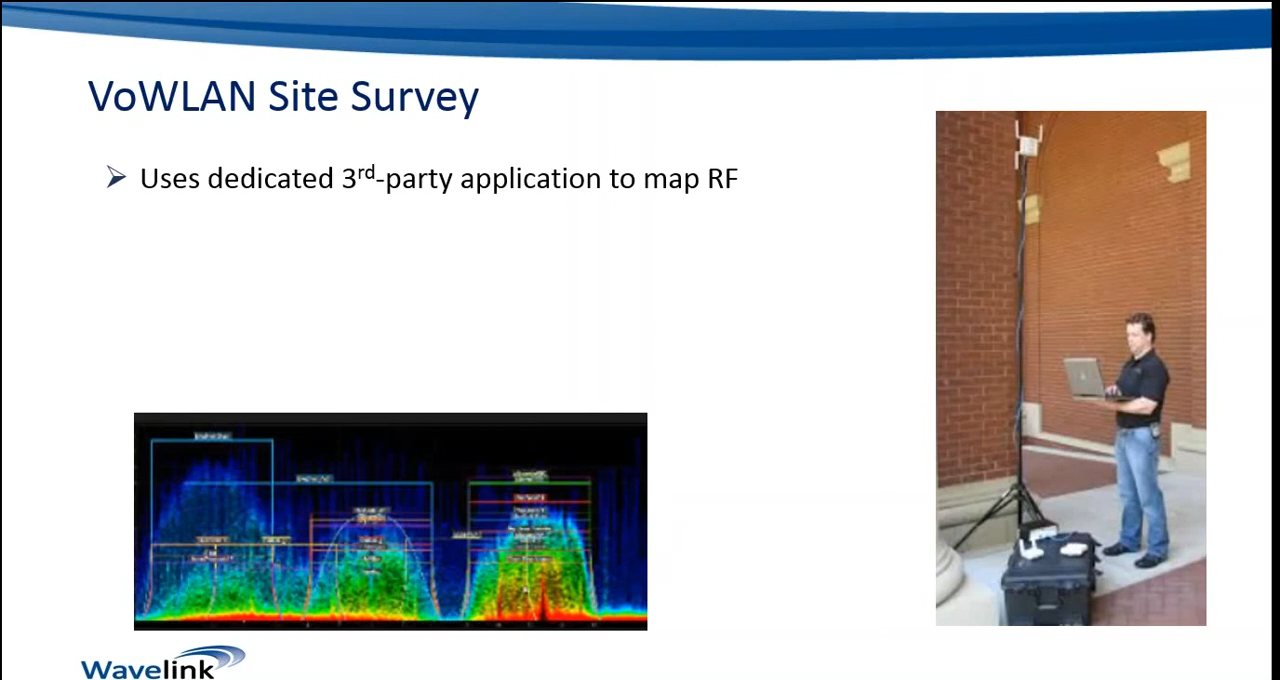 VoWLAN Site Survey
➢ Uses dedicated 3rd-party application to map RF
Wavelink